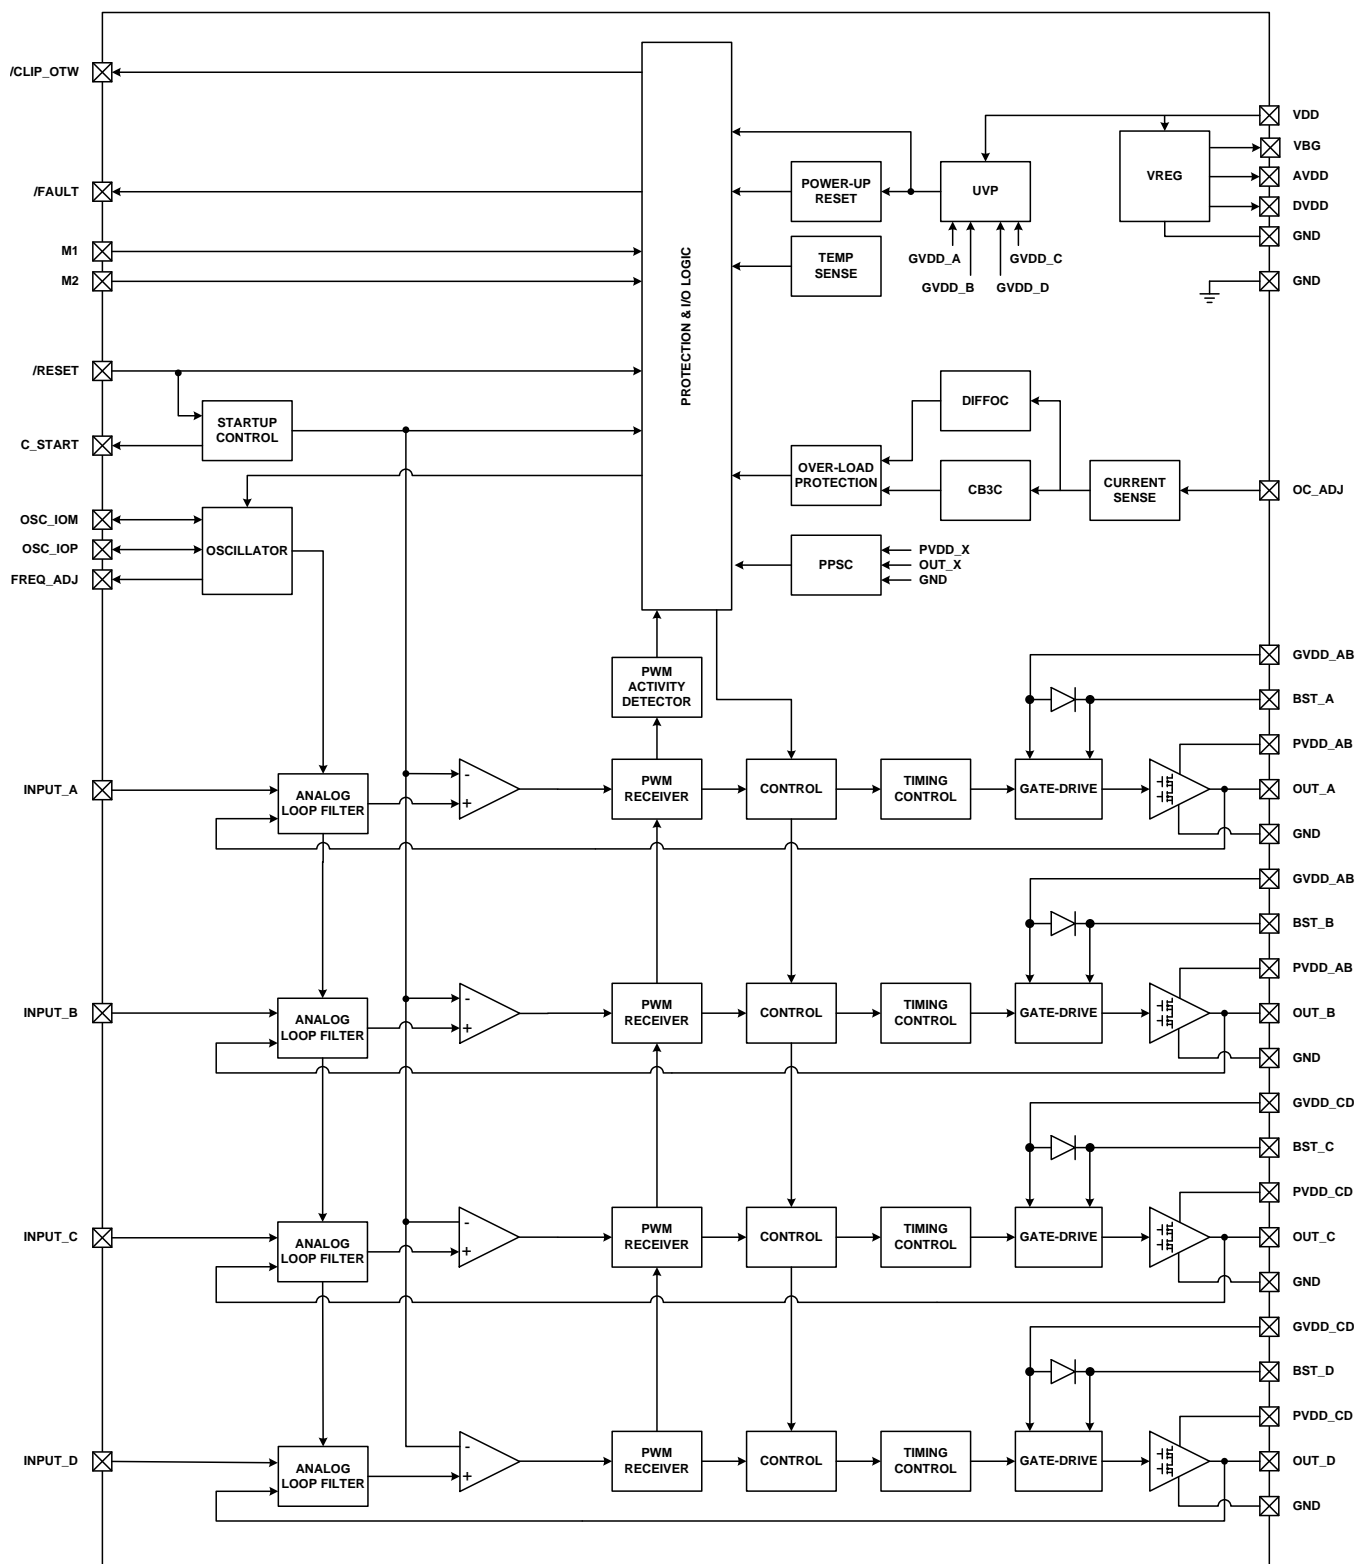 /CLIP_OTW
VDD
VBG
/FAULT
POWER-UP
RESET
UVP
VREG
AVDD
DVDD
M1
GND
TEMP
SENSE
GVDD_A
GVDD_C
M2
GVDD_B
GVDD_D
GND
PROTECTION & I/O LOGIC
/RESET
DIFFOC
STARTUP
CONTROL
C_START
OVER-LOAD
PROTECTION
CB3C
CURRENT
SENSE
OC_ADJ
OSC_IOM
OSC_IOP
OSCILLATOR
FREQ_ADJ
PPSC
PVDD_X
OUT_X
GND
PWM
ACTIVITY
DETECTOR
GVDD_AB
BST_A
PVDD_AB
INPUT_A
ANALOG
LOOP FILTER
-
+
PWM
RECEIVER
CONTROL
TIMING
CONTROL
GATE-DRIVE
OUT_A
GND
GVDD_AB
BST_B
PVDD_AB
INPUT_B
ANALOG
LOOP FILTER
-
+
PWM
RECEIVER
CONTROL
TIMING
CONTROL
GATE-DRIVE
OUT_B
GND
GVDD_CD
BST_C
PVDD_CD
INPUT_C
ANALOG
LOOP FILTER
-
+
PWM
RECEIVER
CONTROL
TIMING
CONTROL
GATE-DRIVE
OUT_C
GND
GVDD_CD
BST_D
PVDD_CD
INPUT_D
ANALOG
LOOP FILTER
-
+
PWM
RECEIVER
CONTROL
TIMING
CONTROL
GATE-DRIVE
OUT_D
GND